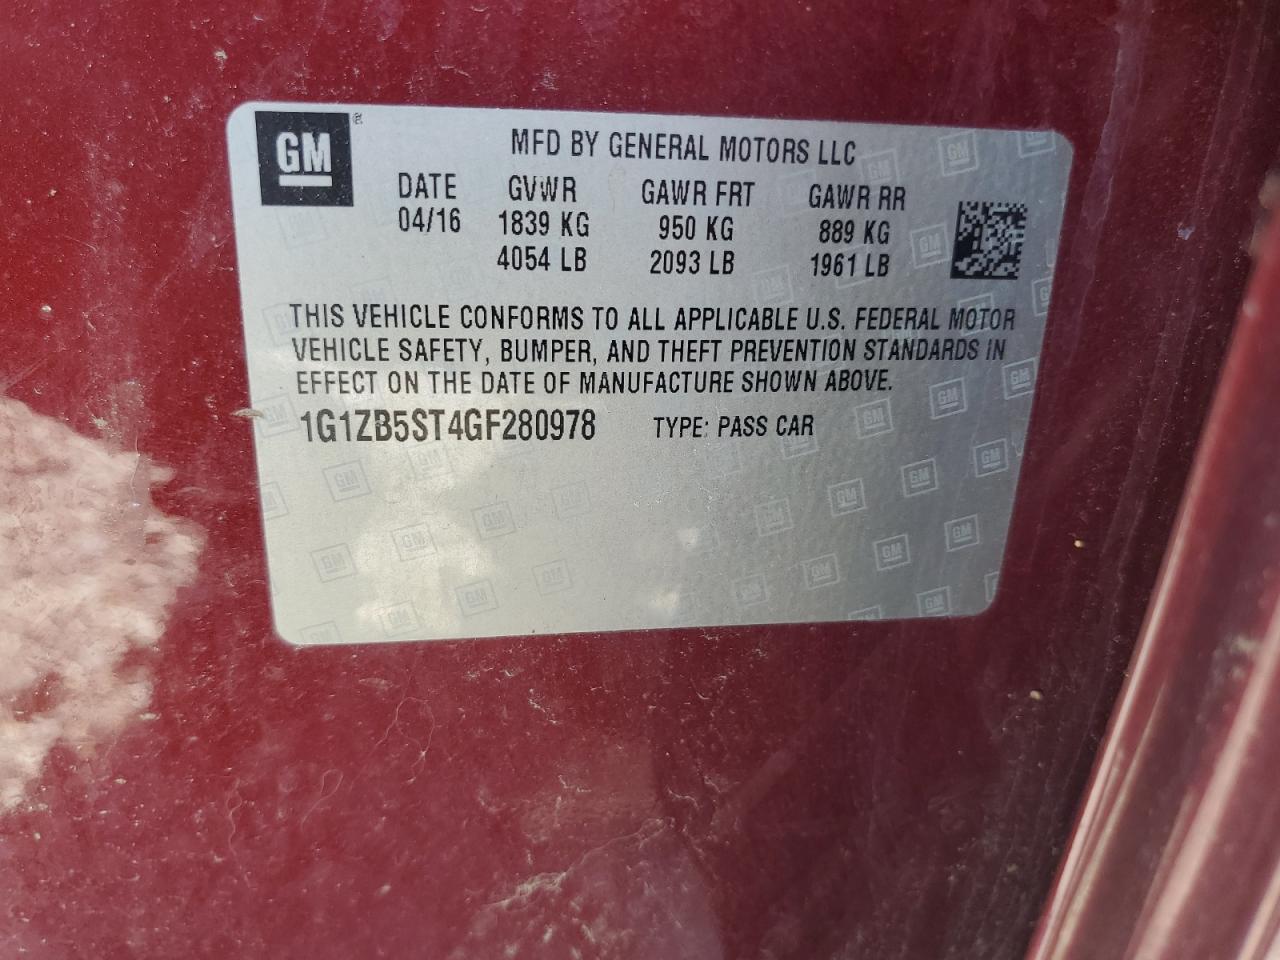 GM
MFD BY GENERAL MOTORS LLC
DATE GVWR GAWR FRT GAWR RR
04/16 1839 KG 950 KG 889 KG
4054 LB 2093 LB 1961 LB
THIS VEHICLE CONFORMS TO ALL APPLICABLE U.S. FEDERAL MOTOR
VEHICLE SAFETY, BUMPER, AND THEFT PREVENTION STANDARDS IN
EFFECT ON THE DATE OF MANUFACTURE SHOWN ABOVE.
1G1ZB5ST4GF280978 TYPE: PASS CAR